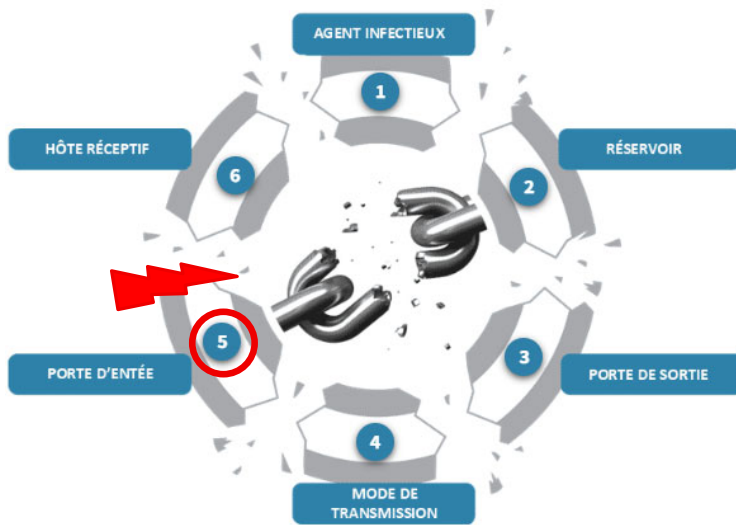 AGENT INFECTIEUX
1
HÔTE RÉCEPTIF
RÉSERVOIR
6
2
5
3
PORTE D'ENTÉE
PORTE DE SORTIE
4
MODE DE
TRANSMISSION